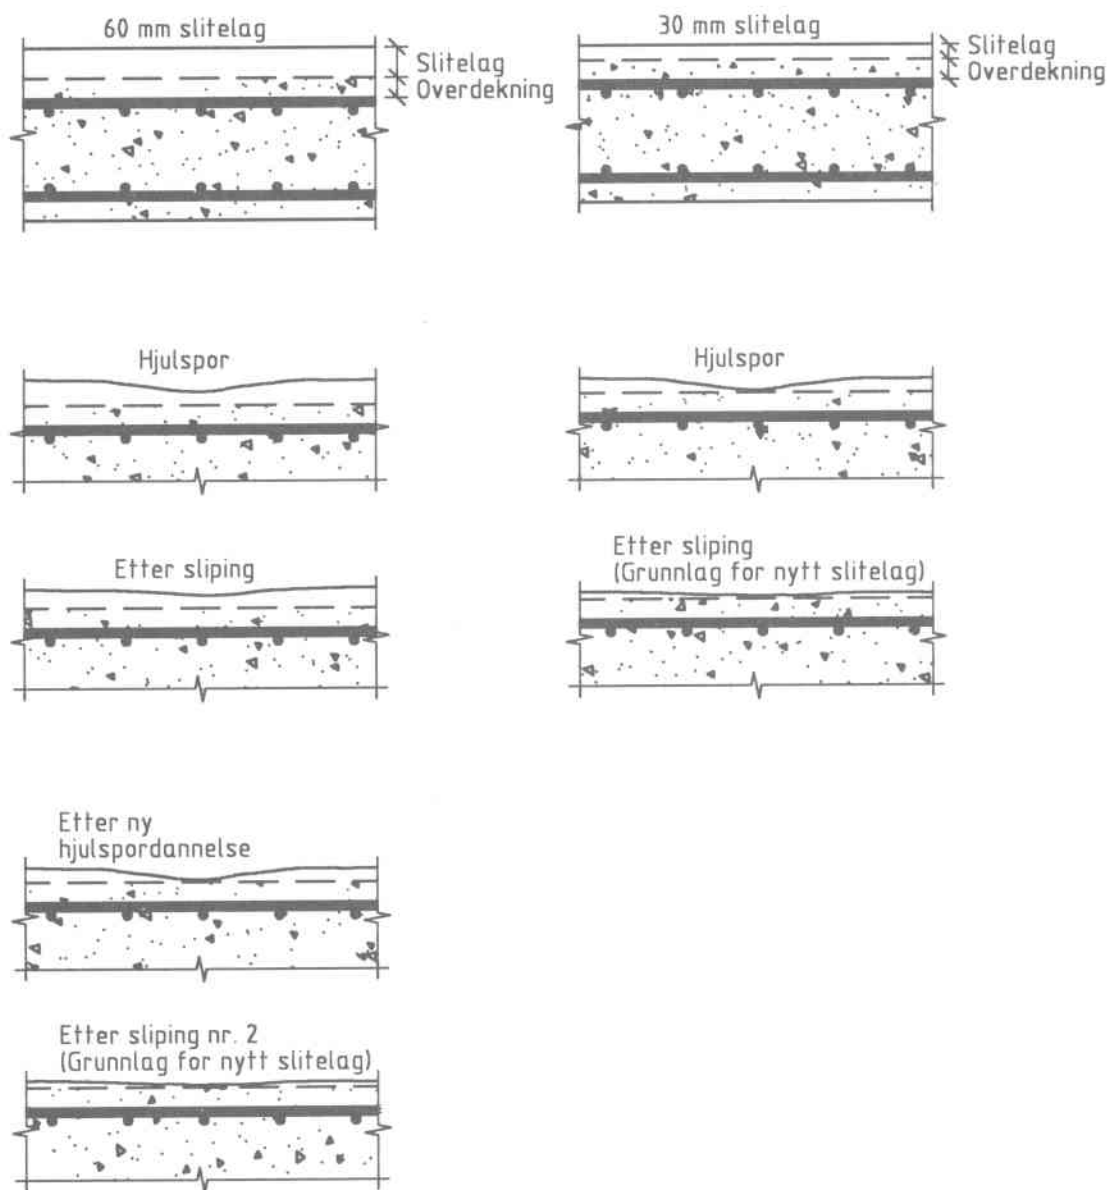 60 mm slitelag
Slitelag
Overdekning
30 mm slitelag
Slitelag
Overdekning
Hjulspor
Hjulspor
Etter sliping
Etter sliping
(Grunnlag for nytt slitelag)
Etter ny
hjulspordannelse
Etter sliping nr. 2
(Grunnlag for nytt slitelag)